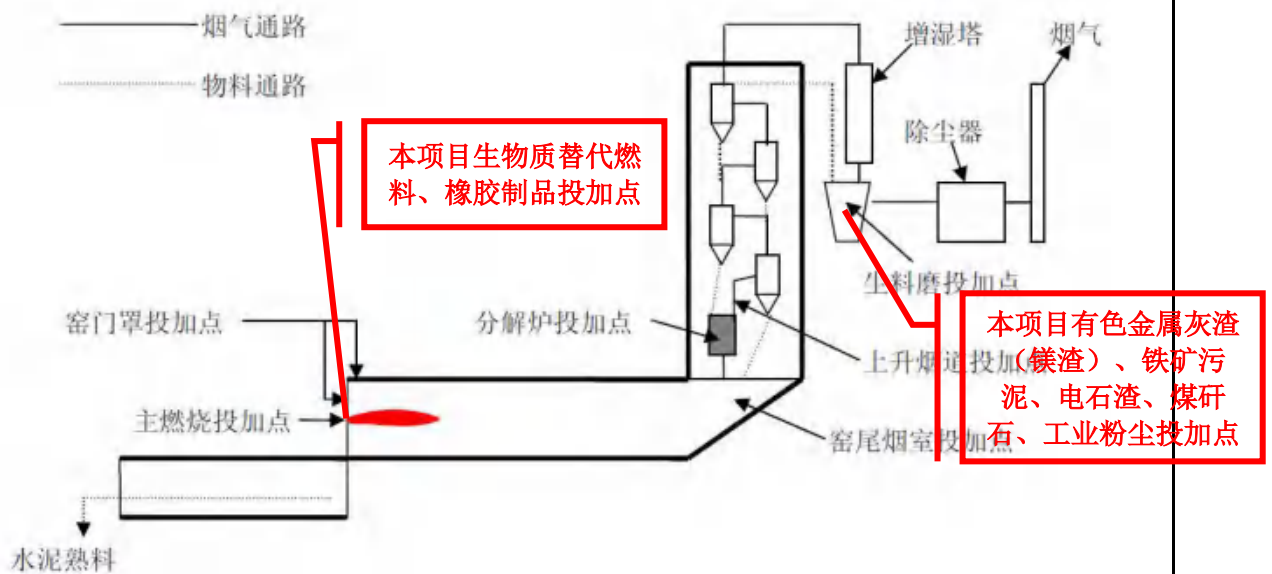 烟气通路
物料通路
增湿塔
烟气
除尘器
本项目生物质替代燃
料、橡胶制品投加点
生料磨投加点
窑门罩投加点
分解炉投加点
上升烟道投加点
本项目有色金属灰渣
（镁渣）、铁矿污
泥、电石渣、煤矸
石、工业粉尘投加点
主燃烧投加点
窑尾烟室投加点
水泥熟料